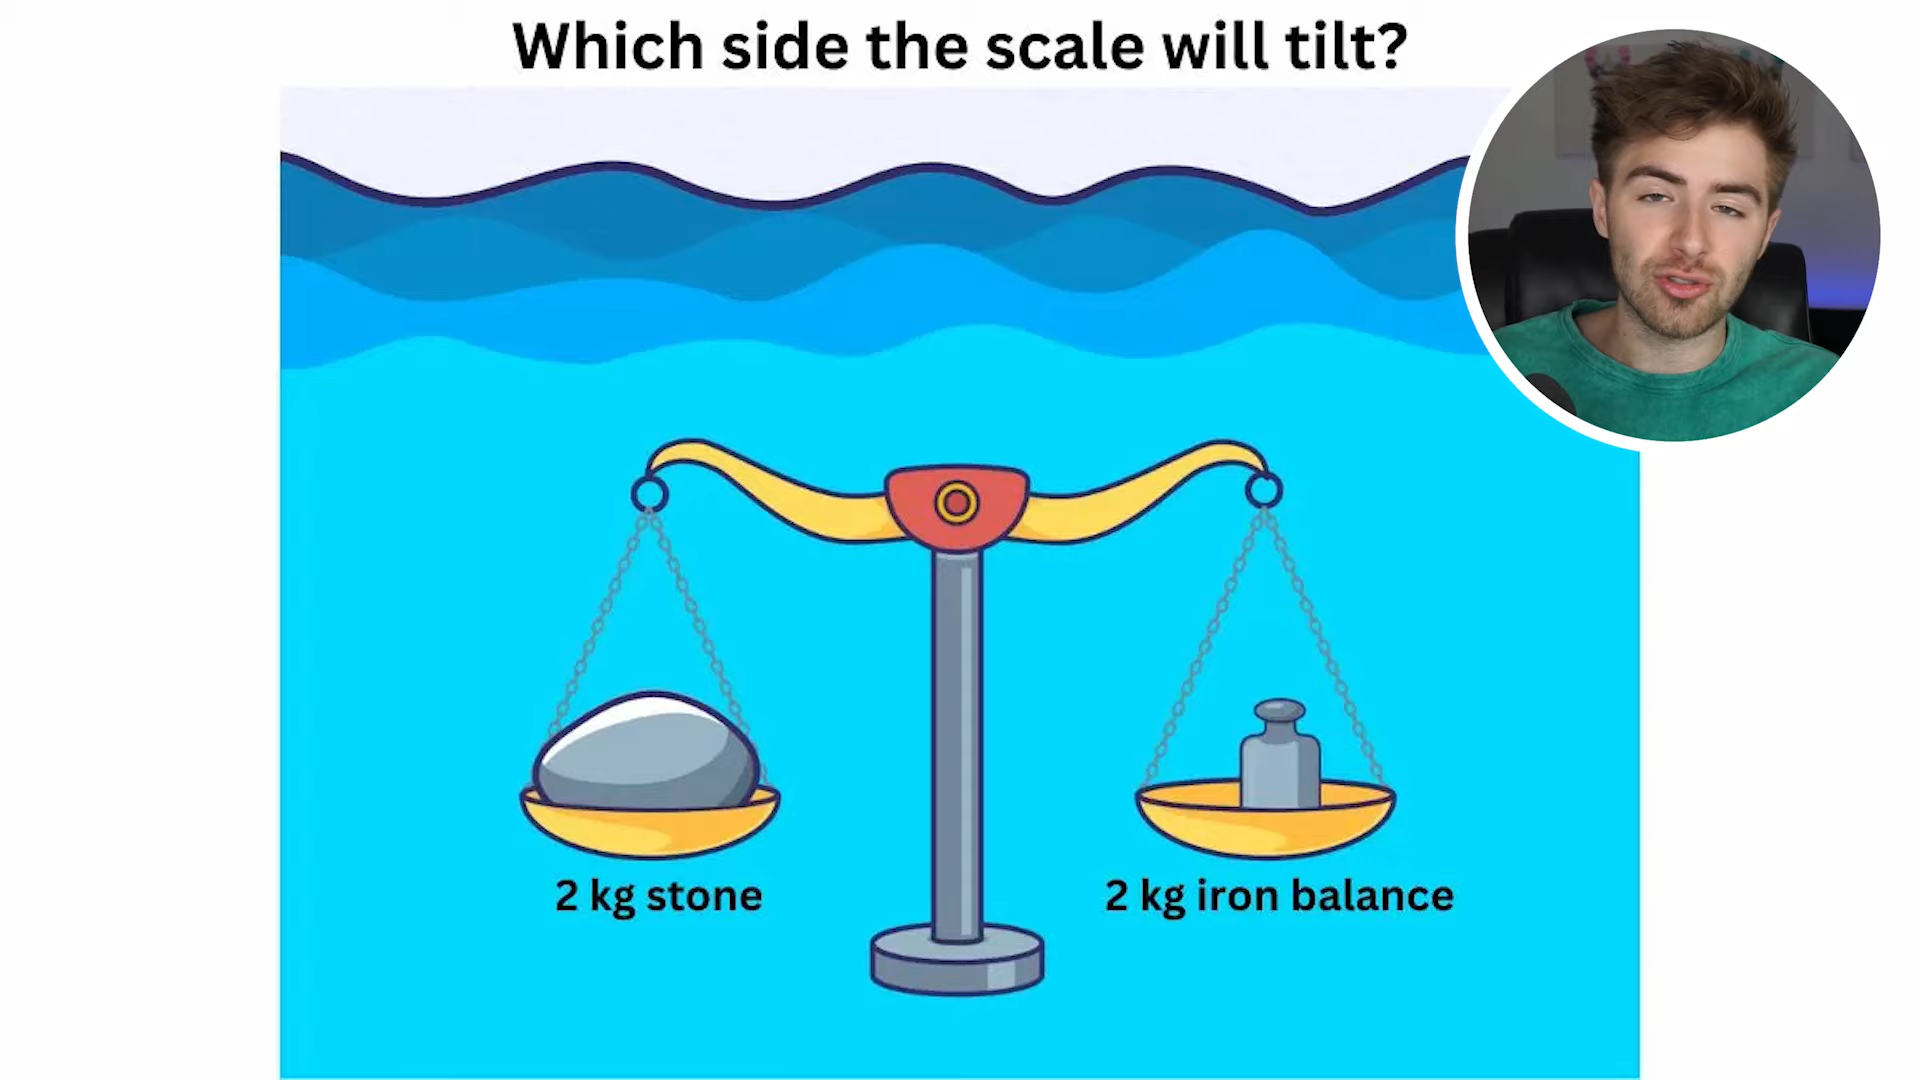 Which side the scale will tilt?
2 kg stone
2 kg iron balance